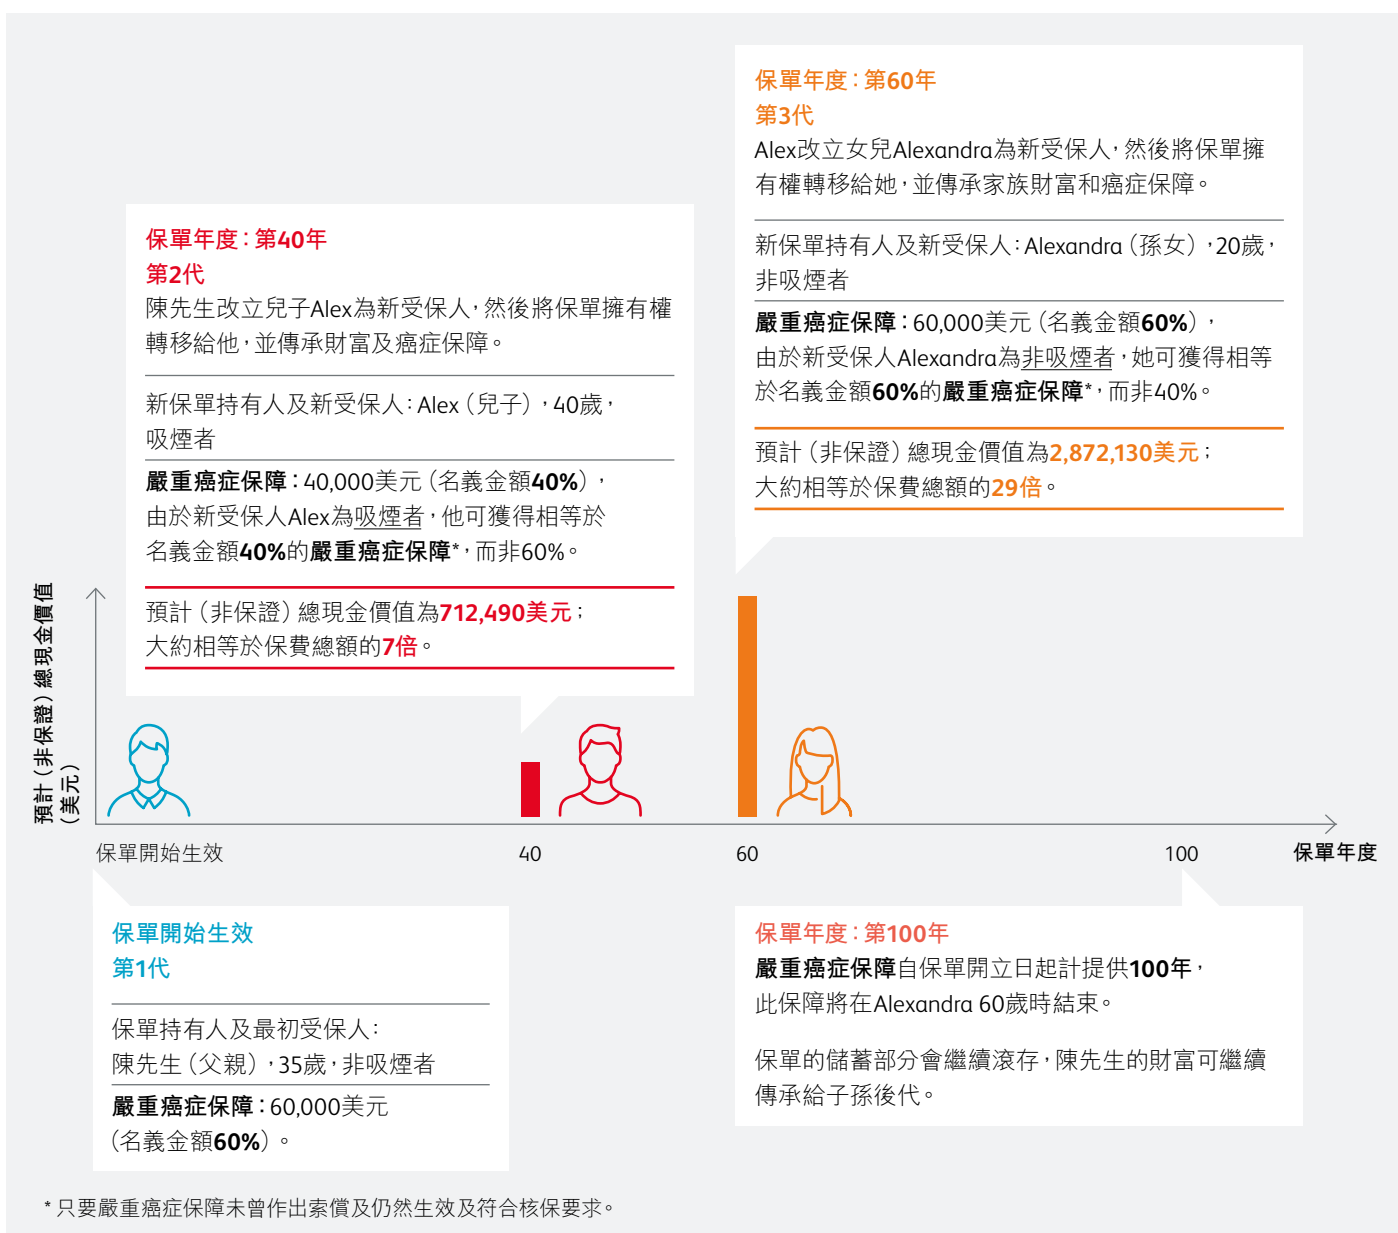 保單年度：第60年
第3代
Alex改立女兒Alexandra為新受保人，然後將保單擁
有權轉移給她，並傳承家族財富和癌症保障。
新保單持有人及新受保人：Alexandra（孫女），20歲，
非吸煙者
嚴重癌症保障：60,000美元（名義金額60%），
由於新受保人Alexandra為非吸煙者，她可獲得相等
於名義金額60%的嚴重癌症保障*，而非40%。
預計（非保證）總現金價值為2,872,130美元；
大約相等於保費總額的29倍。
保單年度：第40年
第2代
陳先生改立兒子Alex為新受保人，然後將保單擁有權
轉移給他，並傳承財富及癌症保障。
新保單持有人及新受保人：Alex（兒子），40歲，
吸煙者
嚴重癌症保障：40,000美元（名義金額40%），
由於新受保人Alex為吸煙者，他可獲得相等於
名義金額40%的嚴重癌症保障*，而非60%。
預計（非保證）總現金價值為712,490美元；
大約相等於保費總額的7倍。
預計（非保證）總現金價值
（美元）
保單開始生效
40
60
100
保單年度
保單開始生效
第1代
保單持有人及最初受保人：
陳先生（父親），35歲，非吸煙者
嚴重癌症保障：60,000美元
（名義金額60%）。
保單年度：第100年
嚴重癌症保障自保單開立日起計提供100年，
此保障將在Alexandra 60歲時結束。
保單的儲蓄部分會繼續滾存，陳先生的財富可繼續
傳承給子孫後代。
* 只要嚴重癌症保障未曾作出索償及仍然生效及符合核保要求。